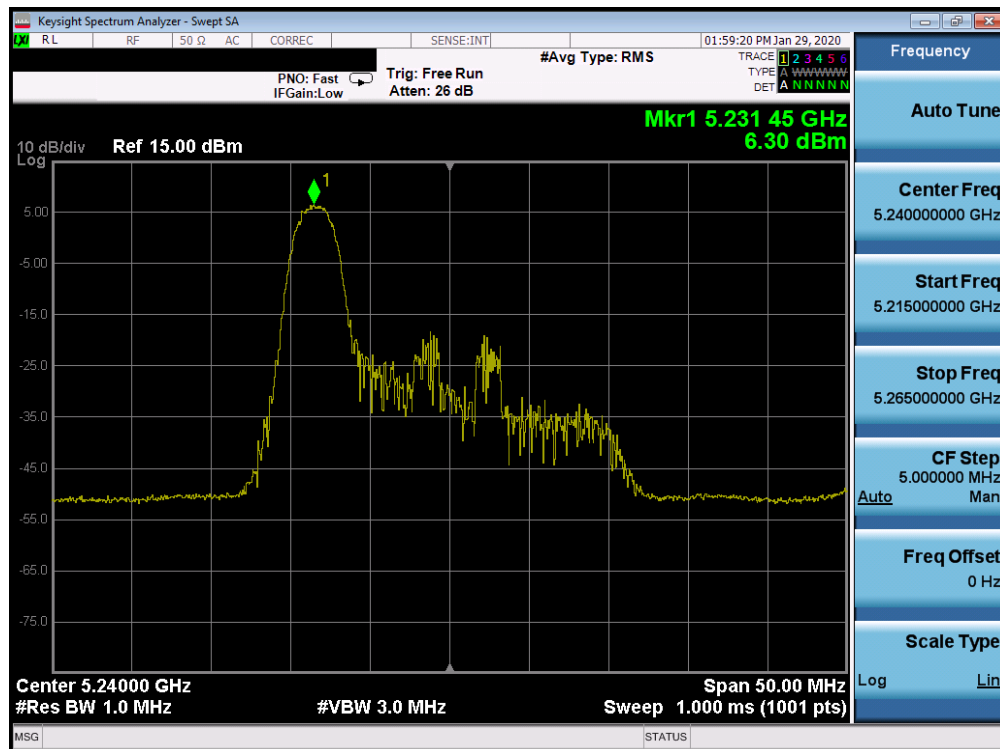 Keysight Spectrum Analyzer - Swept SA
LXI RL RF 50 Ω AC CORREC SENSE:INT 01:59:20 PM Jan 29, 2020
#Avg Type: RMS TRACE 1 2 3 4 5 6
PNO: Fast Trig: Free Run TYPE A WWWWW
IFGain:Low Atten: 26 dB DET A N N N N N
Mkr1 5.231 45 GHz
6.30 dBm
10 dB/div Ref 15.00 dBm
Log
1
5.00
-5.00
-15.0
-25.0
-35.0
-45.0
-55.0
-65.0
-75.0
Center 5.24000 GHz Span 50.00 MHz
#Res BW 1.0 MHz #VBW 3.0 MHz Sweep 1.000 ms (1001 pts)
MSG STATUS
Frequency
Auto Tune
Center Freq
5.240000000 GHz
Start Freq
5.215000000 GHz
Stop Freq
5.265000000 GHz
CF Step
5.000000 MHz
Auto Man
Freq Offset
0 Hz
Scale Type
Log Lin